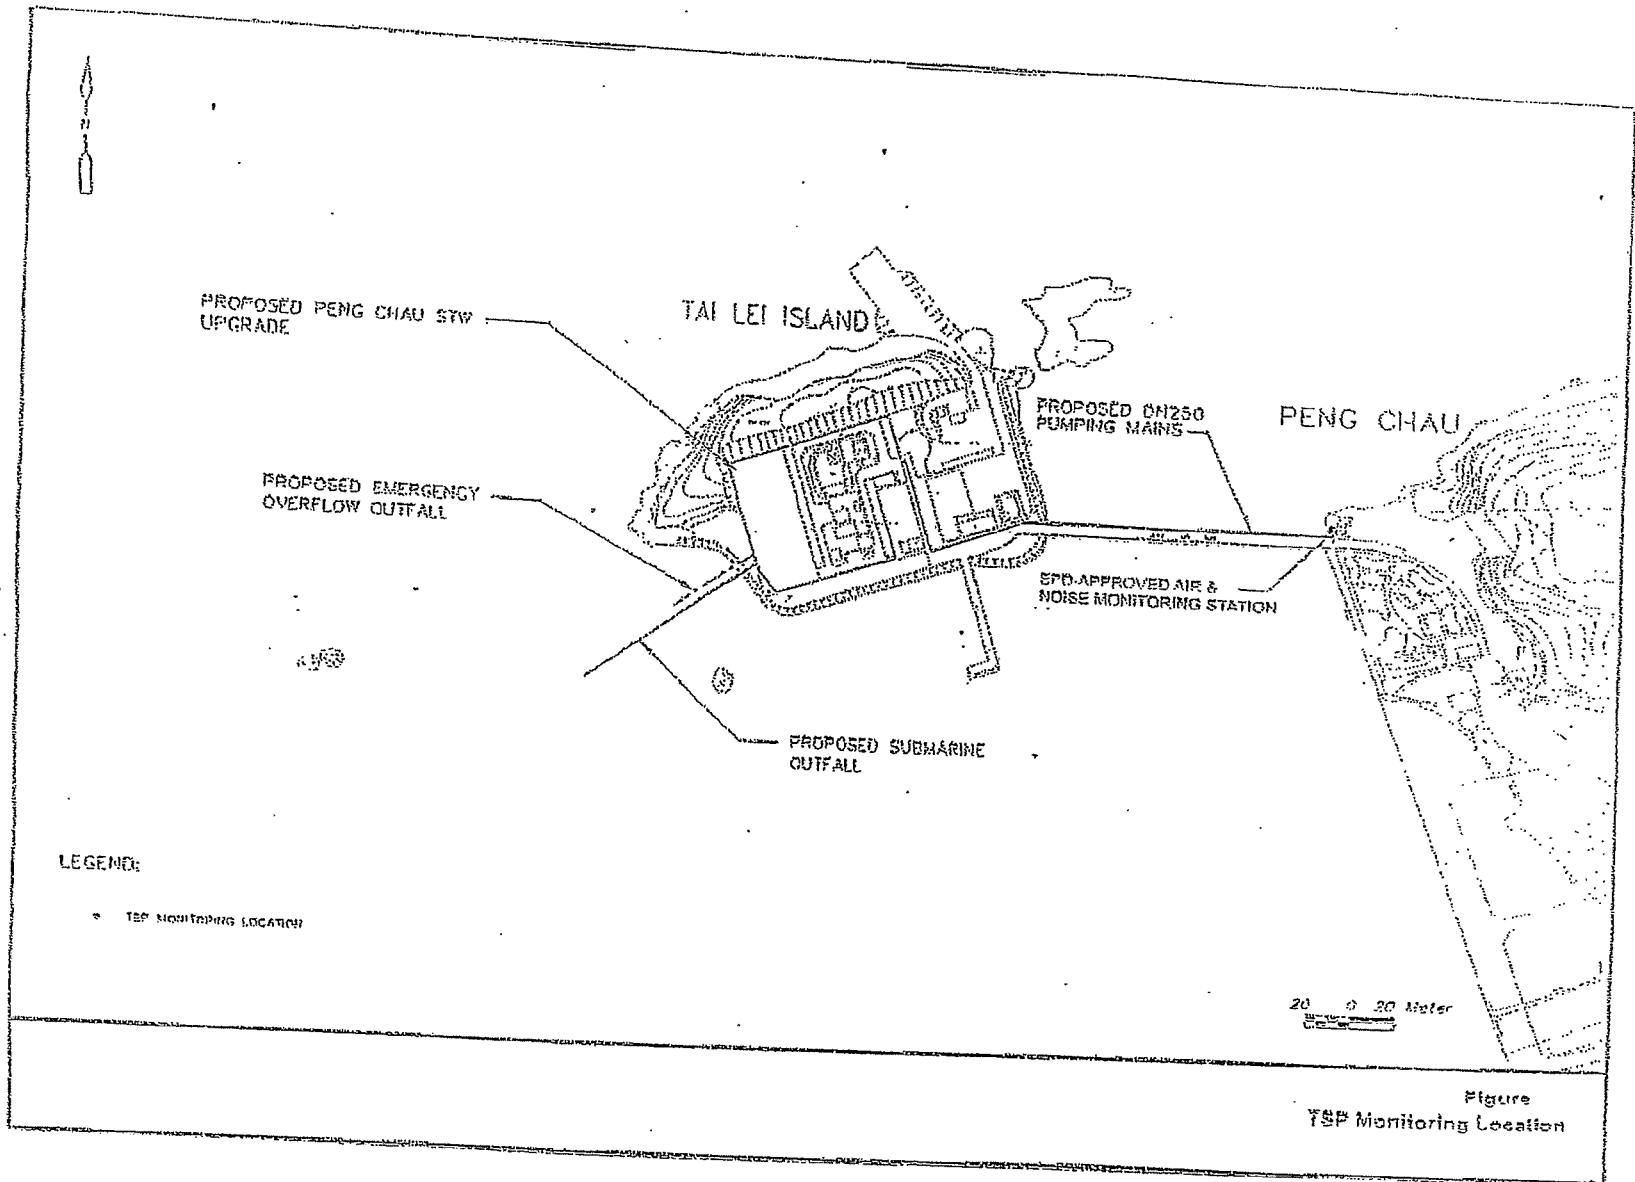 N
PROPOSED PENG CHAU STW
UPGRADE
TAI LEI ISLAND
PROPOSED DN250
PUMPING MAINS
PENG CHAU
PROPOSED EMERGENCY
OVERFLOW OUTFALL
EPD-APPROVED AIR &
NOISE MONITORING STATION
PROPOSED SUBMARINE
OUTFALL
LEGEND:
TSP MONITORING LOCATION
20 0 20 Meter
Figure
TSP Monitoring Location